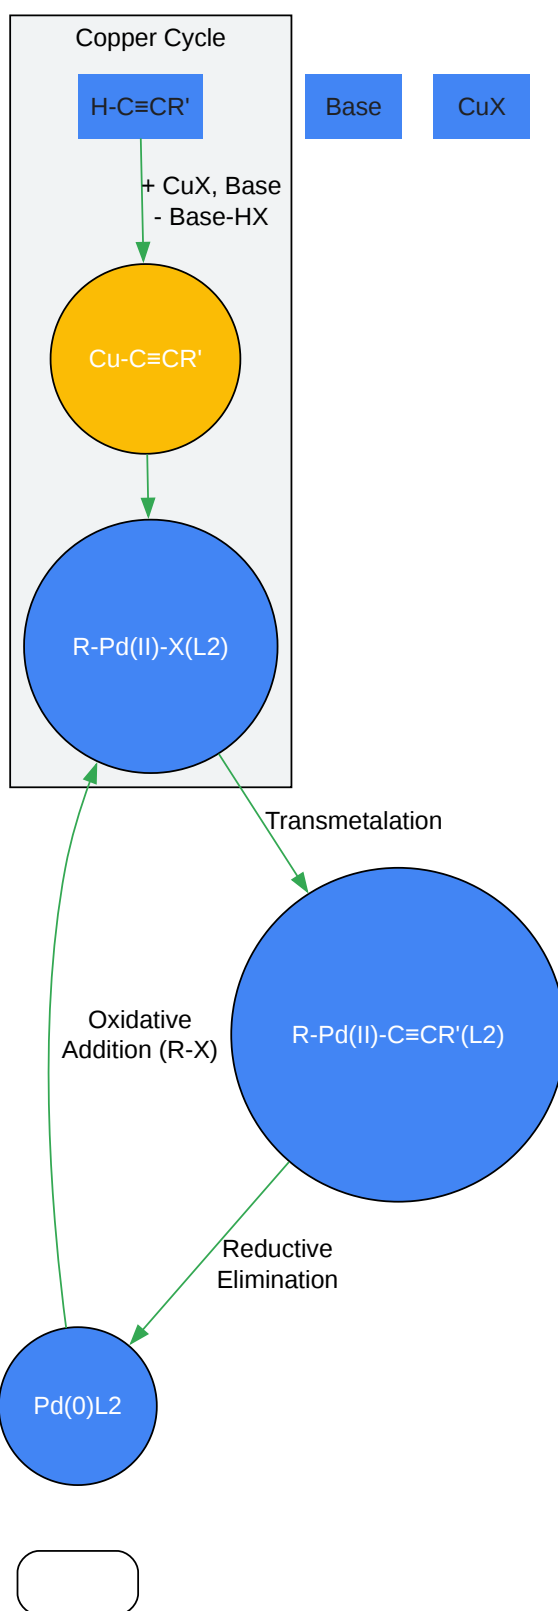 Copper Cycle
H-C≡CR'
Base
CuX
+ CuX, Base
- Base-HX
Cu-C≡CR'
R-Pd(II)-X(L2)
Transmetalation
Oxidative
Addition (R-X)
R-Pd(II)-C≡CR'(L2)
Reductive
Elimination
Pd(0)L2